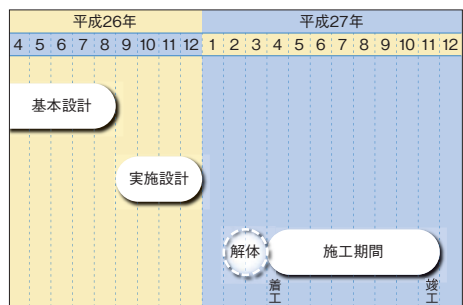 平成26年 平成27年
4 5 6 7 8 9 10 11 12 1 2 3 4 5 6 7 8 9 10 11 12
基本設計
実施設計
解体 施工期間
着工 竣工